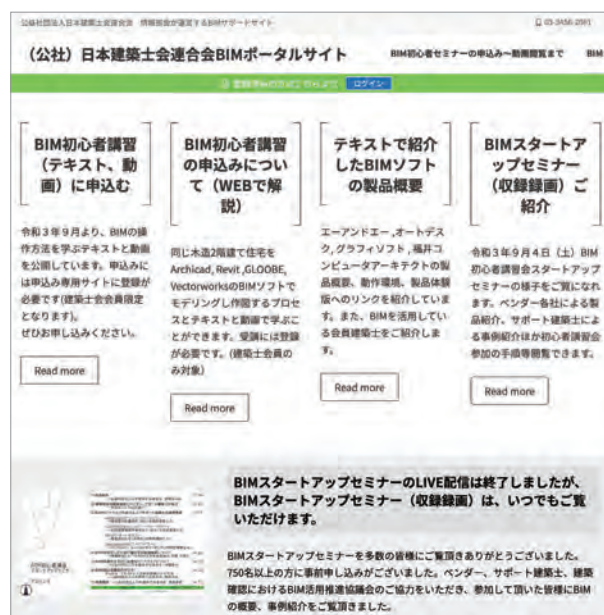 公益社団法人日本建築士会連合会　情報部会が運営するBIMサポートサイト
（公社）日本建築士会連合会BIMポータルサイト
BIM初心者セミナーの申込み〜動画閲覧まで
BIM
ログイン
BIM初心者講習
（テキスト、動
画）に申込む
令和３年９月より、BIMの操
作方法を学ぶテキストと動画
を公開しています。申込みに
は申込み専用サイトに登録が
必要です(建築士会会員限定
となります)。
ぜひお申し込みください。
Read more
BIM初心者講習
の申込みについ
て（WEBで解
説）
同じ木造2階建て住宅を
Archicad, Revit ,GLOOBE,
VectorworksのBIMソフトで
モデリングし作図するプロセ
スとテキストと動画で学ぶこ
とができます。受講には登録
が必要です。(建築士会員の
み対象）
Read more
テキストで紹介
したBIMソフト
の製品概要
エーアンドエー ,オートデス
ク,グラフィソフト , 福井コ
ンピュータアーキテクトの製
品概要、動作環境、製品体験
版へのリンクを紹介していま
す。また、BIMを活用してい
る会員建築士をご紹介しま
す。
Read more
BIMスタートア
ップセミナー
（収録録画）ご
紹介
令和３年９月４日（土）BIM
初心者講習会スタートアップ
セミナーの様子をご覧になれ
ます。ベンダー各社による製
品紹介、サポート建築士によ
る事例紹介ほか初心者講習会
参加の手順等閲覧できます。
Read more
BIMスタートアップセミナーのLIVE配信は終了しましたが、
BIMスタートアップセミナー（収録録画）は、いつでもご覧
いただけます。
BIMスタートアップセミナーを多数の皆様にご覧頂きありがとうございました。
750名以上の方に事前申し込みがございました。ベンダー、サポート建築士、建築
確認におけるBIM活用推進協議会のご協力をいただき、参加して頂いた皆様にBIM
の概要、事例紹介をご覧頂きました。